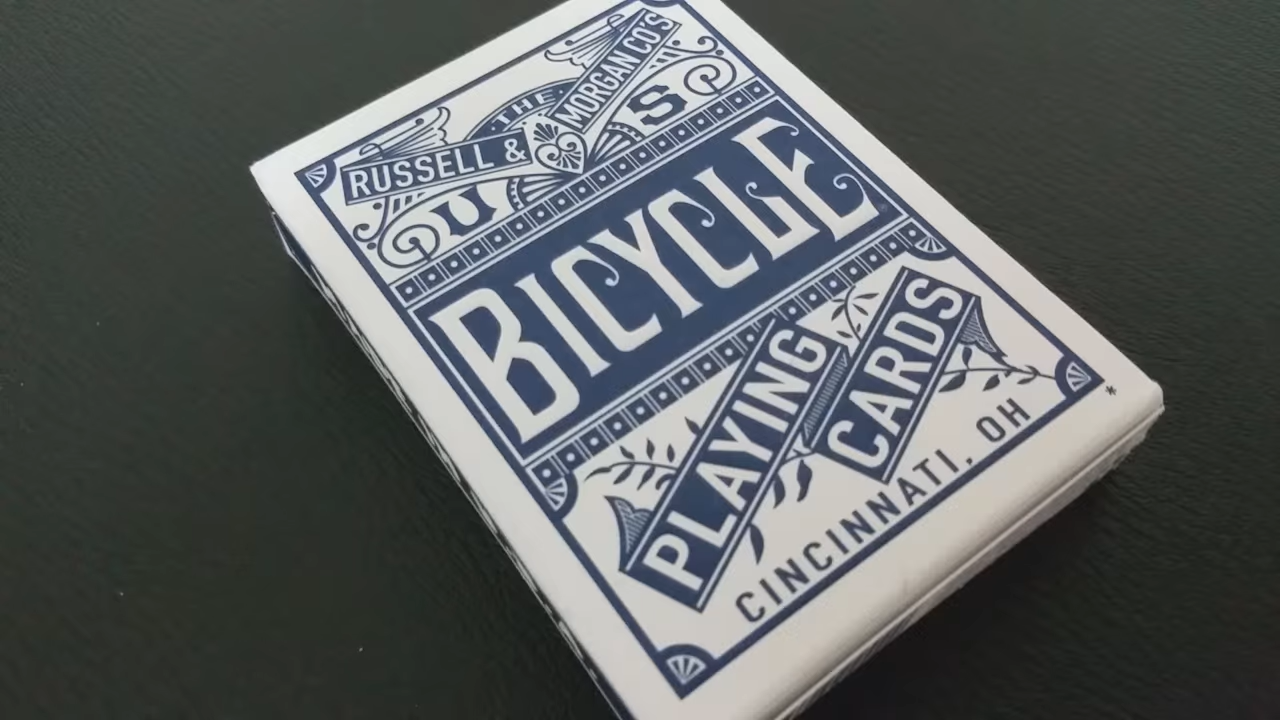 THE
RUSSELL & MORGAN CO'S
U S
BICYCLE
PLAYING
CARDS
CINCINNATI, OH
*